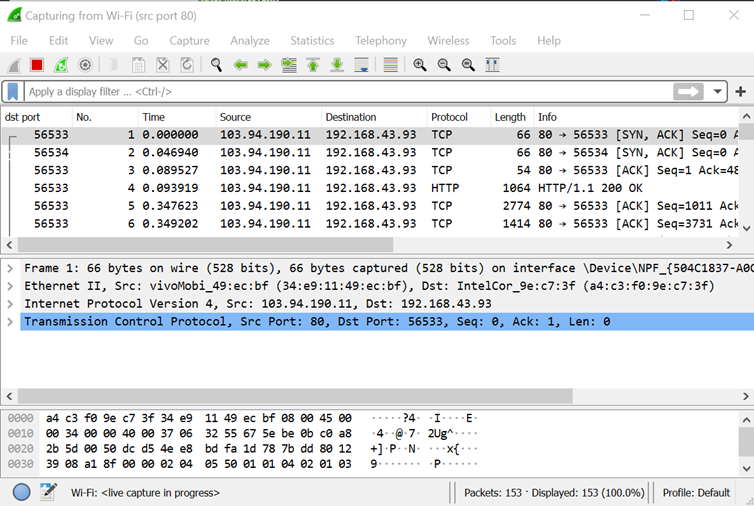 Capturing from Wi-Fi (src port 80)
File Edit View Go Capture Analyze Statistics Telephony Wireless Tools Help
Apply a display filter ... <Ctrl-/>
dst port No. Time Source Destination Protocol Length Info
56533 1 0.000000 103.94.190.11 192.168.43.93 TCP 66 80 → 56533 [SYN, ACK] Seq=0 A
56534 2 0.046940 103.94.190.11 192.168.43.93 TCP 66 80 → 56534 [SYN, ACK] Seq=0 A
56533 3 0.089527 103.94.190.11 192.168.43.93 TCP 54 80 → 56533 [ACK] Seq=1 Ack=48
56533 4 0.093919 103.94.190.11 192.168.43.93 HTTP 1064 HTTP/1.1 200 OK
56533 5 0.347623 103.94.190.11 192.168.43.93 TCP 2774 80 → 56533 [ACK] Seq=1011 Ack
56533 6 0.349202 103.94.190.11 192.168.43.93 TCP 1414 80 → 56533 [ACK] Seq=3731 Ack
Frame 1: 66 bytes on wire (528 bits), 66 bytes captured (528 bits) on interface \Device\NPF_{504C1837-A0C
Ethernet II, Src: vivoMobi_49:ec:bf (34:e9:11:49:ec:bf), Dst: IntelCor_9e:c7:3f (a4:c3:f0:9e:c7:3f)
Internet Protocol Version 4, Src: 103.94.190.11, Dst: 192.168.43.93
Transmission Control Protocol, Src Port: 80, Dst Port: 56533, Seq: 0, Ack: 1, Len: 0
0000 a4 c3 f0 9e c7 3f 34 e9 11 49 ec bf 08 00 45 00 ·····?4· ·I····E·
0010 00 34 00 00 40 00 37 06 32 55 67 5e be 0b c0 a8 ·4··@·7· 2Ug^····
0020 2b 5d 00 50 dc d5 4e e8 bd fa 1d 78 7b dd 80 12 +]·P··N· ···x{···
0030 39 08 a1 8f 00 00 02 04 05 50 01 01 04 02 01 03 9······· ·P······
Wi-Fi: <live capture in progress> Packets: 153 · Displayed: 153 (100.0%) Profile: Default